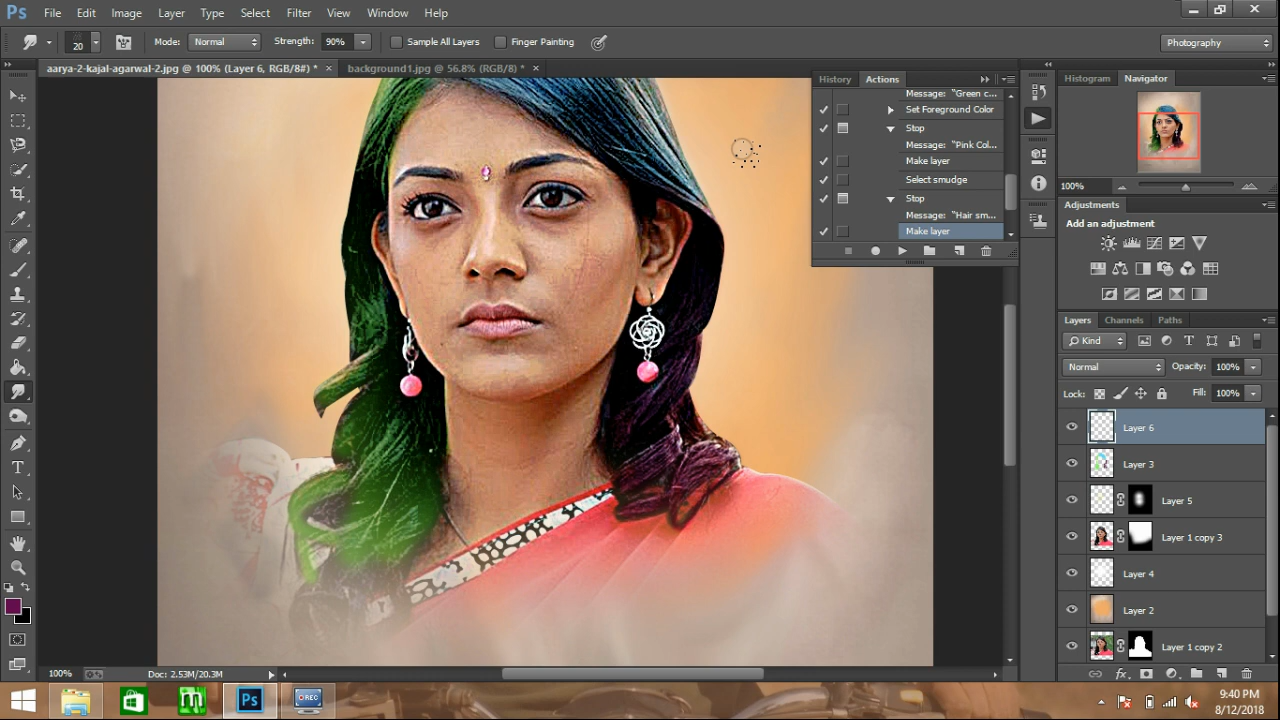 Ps File Edit Image Layer Type Select Filter View Window Help
20 Mode: Normal Strength: 90% Sample All Layers Finger Painting Photography
aarya-2-kajal-agarwal-2.jpg @ 100% (Layer 6, RGB/8#) * × background1.jpg @ 56.8% (RGB/8) * ×
History Actions
Message: "Green c...
Set Foreground Color
Stop
Message: "Pink Col...
Make layer
Select smudge
Stop
Message: "Hair sm...
Make layer
Histogram Navigator
100%
Adjustments
Add an adjustment
Layers Channels Paths
Kind
Normal Opacity: 100%
Lock: Fill: 100%
Layer 6
Layer 3
Layer 5
Layer 1 copy 3
Layer 4
Layer 2
Layer 1 copy 2
100% Doc: 2.53M/20.3M
Ps REC
9:40 PM
8/12/2018